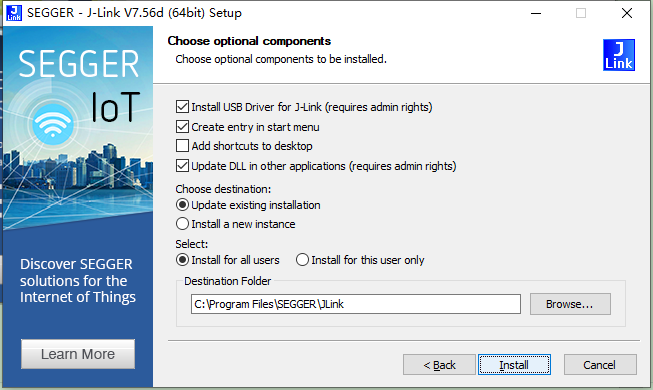 SEGGER - J-Link V7.56d (64bit) Setup
Choose optional components
Choose optional components to be installed.
J
Link
SEGGER
IoT
Install USB Driver for J-Link (requires admin rights)
Create entry in start menu
Add shortcuts to desktop
Update DLL in other applications (requires admin rights)
Choose destination:
Update existing installation
Install a new instance
Select:
Install for all users
Install for this user only
Destination Folder
C:\Program Files\SEGGER\JLink
Browse...
Discover SEGGER
solutions for the
Internet of Things
Learn More
< Back
Install
Cancel